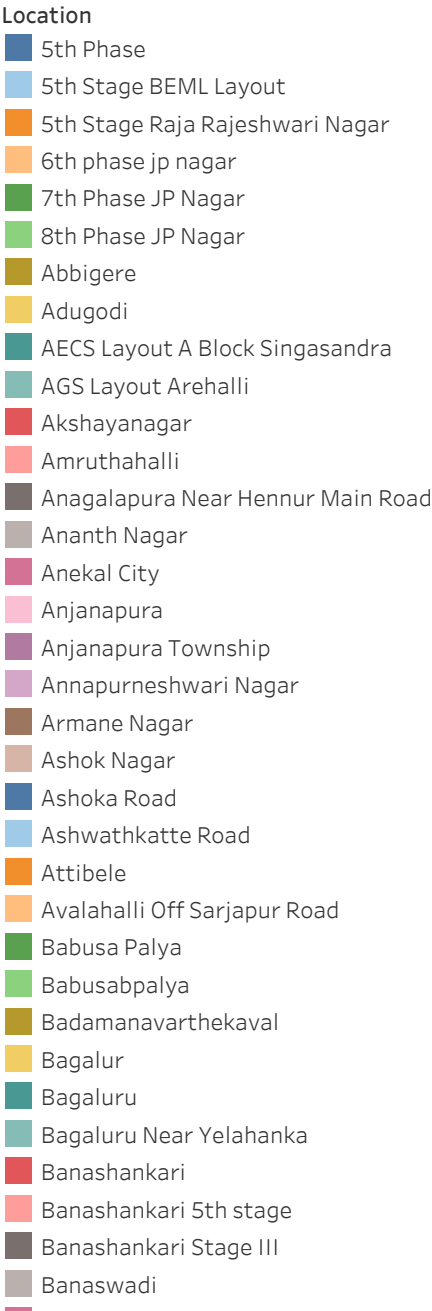 Location
5th Phase
5th Stage BEML Layout
5th Stage Raja Rajeshwari Nagar
6th phase jp nagar
7th Phase JP Nagar
8th Phase JP Nagar
Abbigere
Adugodi
AECS Layout A Block Singasandra
AGS Layout Arehalli
Akshayanagar
Amruthahalli
Anagalapura Near Hennur Main Road
Ananth Nagar
Anekal City
Anjanapura
Anjanapura Township
Annapurneshwari Nagar
Armane Nagar
Ashok Nagar
Ashoka Road
Ashwathkatte Road
Attibele
Avalahalli Off Sarjapur Road
Babusa Palya
Babusabpalya
Badamanavarthekaval
Bagalur
Bagaluru
Bagaluru Near Yelahanka
Banashankari
Banashankari 5th stage
Banashankari Stage III
Banaswadi